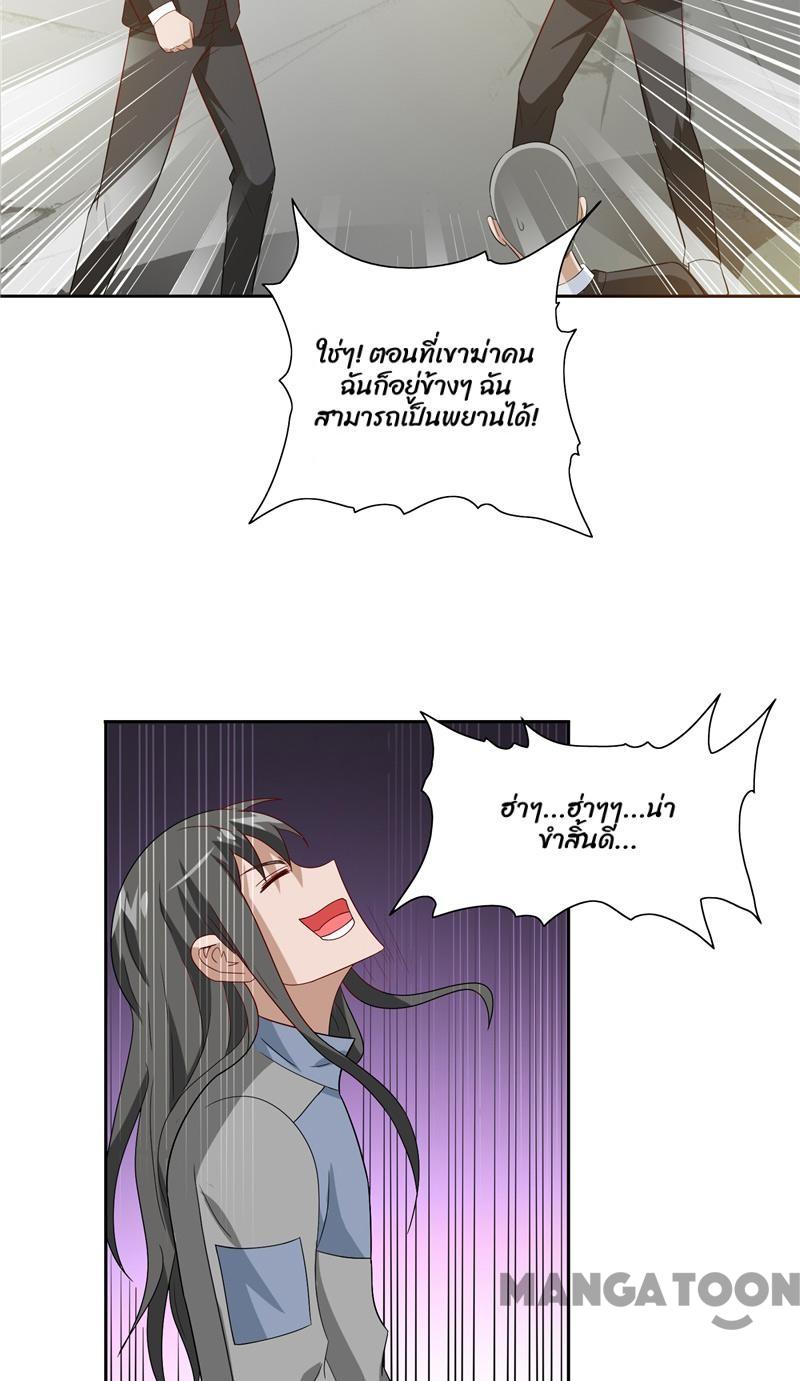 ใช่ๆ! ตอนที่เขาฆ่าคน
ฉันก็อยู่ข้างๆ ฉัน
สามารถเป็นพยานได้!
ฮ่าๆ...ฮ่าๆๆ...น่า
ขำสิ้นดี...
MANGATOON